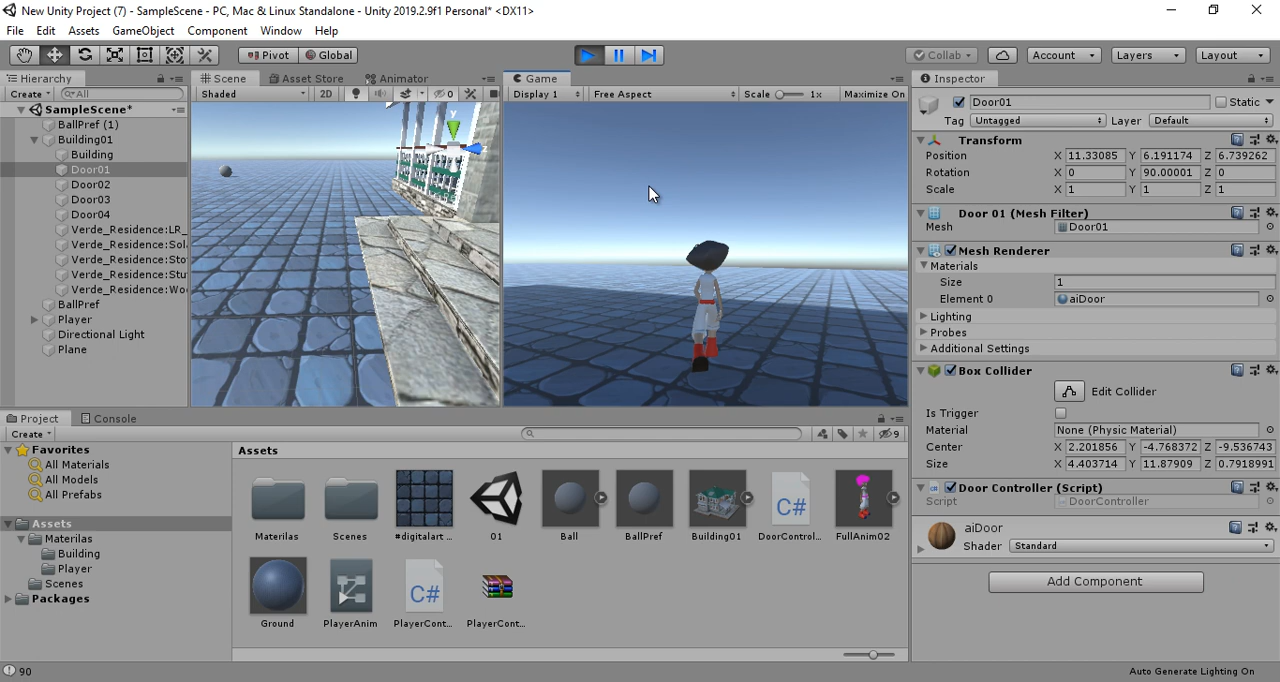 New Unity Project (7) - SampleScene - PC, Mac & Linux Standalone - Unity 2019.2.9f1 Personal* <DX11>
File Edit Assets GameObject Component Window Help
Pivot Global Collab Account Layers Layout
Hierarchy Scene Asset Store Animator Game Inspector
Create All Shaded 2D 0 Display 1 Free Aspect Scale 1x Maximize On
SampleScene*
BallPref (1)
Building01
Building
Door01
Door02
Door03
Door04
Verde_Residence:LR_
Verde_Residence:Sol
Verde_Residence:Sto
Verde_Residence:Stu
Verde_Residence:Wo
BallPref
Player
Directional Light
Plane
y
Door01 Static
Tag Untagged Layer Default
Transform
Position X 11.33085 Y 6.191174 Z 6.739262
Rotation X 0 Y 90.00001 Z 0
Scale X 1 Y 1 Z 1
Door 01 (Mesh Filter)
Mesh Door01
Mesh Renderer
Materials
Size 1
Element 0 aiDoor
Lighting
Probes
Additional Settings
Box Collider
Edit Collider
Is Trigger
Material None (Physic Material)
Center X 2.201856 Y -4.768372 Z -9.536743
Size X 4.403714 Y 11.87909 Z 0.7918991
Door Controller (Script)
Script DoorController
aiDoor
Shader Standard
Add Component
Project Console
Create 9
Favorites
All Materials
All Models
All Prefabs
Assets
Materilas
Building
Player
Scenes
Packages
Assets
Materilas Scenes #digitalart ... 01 Ball BallPref Building01 DoorControl... FullAnim02
C#
Ground PlayerAnim PlayerCont... PlayerCont...
C#
90 Auto Generate Lighting On